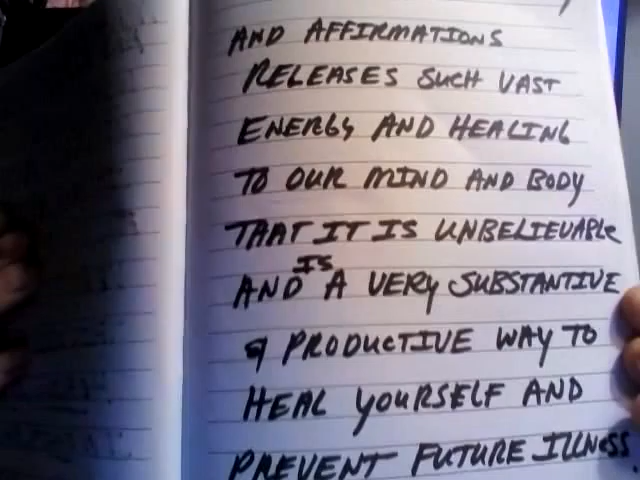 AND AFFIRMATIONS
RELEASES SUCH VAST
ENERGY AND HEALING
TO OUR MIND AND BODY
THAT IT IS UNBELIEVABLE
IS
AND A VERY SUBSTANTIVE
& PRODUCTIVE WAY TO
HEAL YOURSELF AND
PREVENT FUTURE ILLNESS.